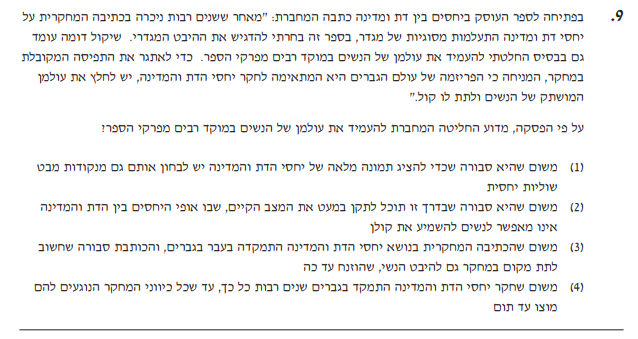 9. בפתיחה לספר העוסק ביחסים בין דת ומדינה כתבה המחברת: "מאחר ששנים רבות ניכרה בכתיבה המחקרית על
יחסי דת ומדינה התעלמות מסוגיות של מגדר, בספר זה בחרתי להדגיש את ההיבט המגדרי. שיקול דומה עומד
גם בבסיס החלטתי להעמיד את עולמן של הנשים במוקד רבים מפרקי הספר. כדי לאתגר את התפיסה המקובלת
במחקר, המניחה כי הפריזמה של עולם הגברים היא המתאימה לחקר יחסי הדת והמדינה, יש לחלץ את עולמן
המושתק של הנשים ולתת לו קול."
על פי הפסקה, מדוע החליטה המחברת להעמיד את עולמן של הנשים במוקד רבים מפרקי הספר?
(1) משום שהיא סבורה שכדי להציג תמונה מלאה של יחסי הדת והמדינה יש לבחון אותם גם מנקודות מבט
שוליות יחסית
(2) משום שהיא סבורה שבדרך זו תוכל לתקן במעט את המצב הקיים, שבו אופי היחסים בין הדת והמדינה
אינו מאפשר לנשים להשמיע את קולן
(3) משום שהכתיבה המחקרית בנושא יחסי הדת והמדינה התמקדה בעבר בגברים, והכותבת סבורה שחשוב
לתת מקום במחקר גם להיבט הנשי, שהוזנח עד כה
(4) משום שחקר יחסי הדת והמדינה התמקד בגברים שנים רבות כל כך, עד שכל כיווני המחקר הנוגעים להם
מוצו עד תום